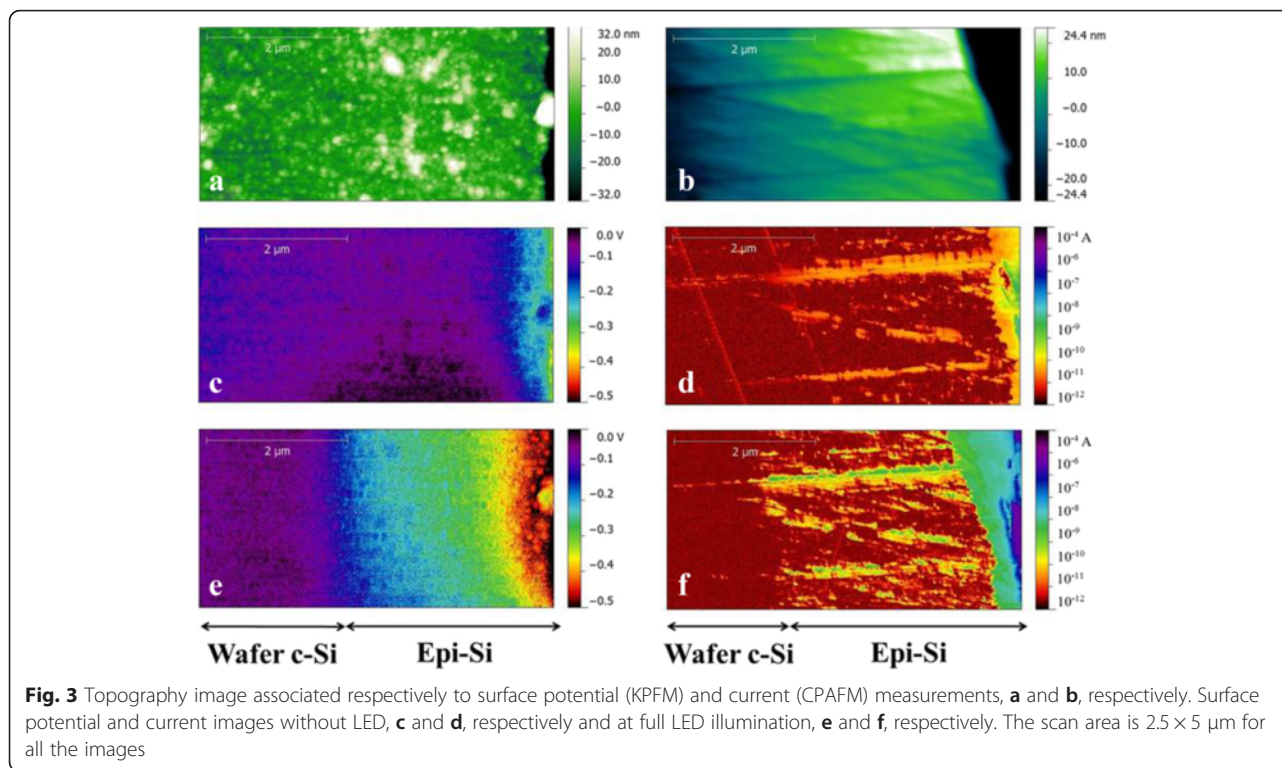 2 µm
32.0 nm
20.0
10.0
−0.0
−10.0
−20.0
−32.0
a
2 µm
24.4 nm
10.0
−0.0
−10.0
−20.0
−24.4
b
2 µm
0.0 V
−0.1
−0.2
−0.3
−0.4
−0.5
c
2 µm
10⁻⁴ A
10⁻⁶
10⁻⁷
10⁻⁸
10⁻⁹
10⁻¹⁰
10⁻¹¹
10⁻¹²
d
2 µm
0.0 V
−0.1
−0.2
−0.3
−0.4
−0.5
e
2 µm
10⁻⁴ A
10⁻⁶
10⁻⁷
10⁻⁸
10⁻⁹
10⁻¹⁰
10⁻¹¹
10⁻¹²
f
Wafer c-Si Epi-Si
Wafer c-Si Epi-Si
Fig. 3 Topography image associated respectively to surface potential (KPFM) and current (CPAFM) measurements, a and b, respectively. Surface
potential and current images without LED, c and d, respectively and at full LED illumination, e and f, respectively. The scan area is 2.5 × 5 µm for
all the images